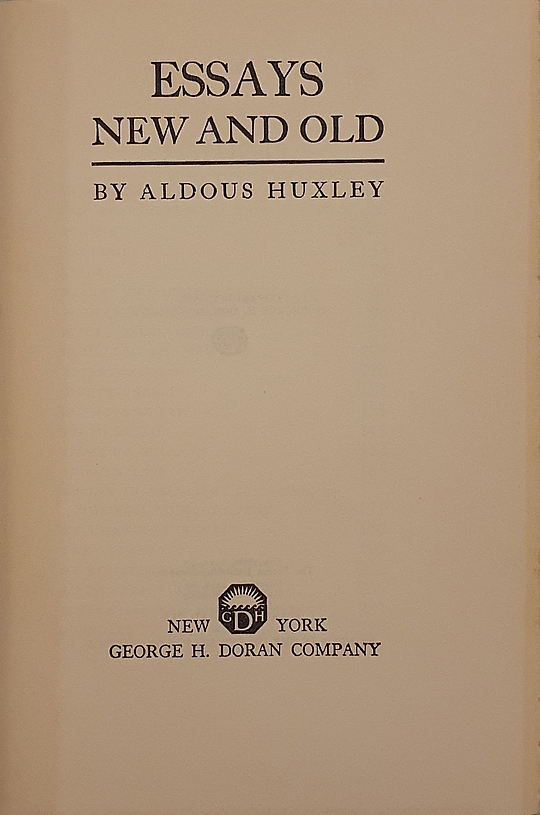 ESSAYS
NEW AND OLD
BY ALDOUS HUXLEY
NEW GDH YORK
GEORGE H. DORAN COMPANY